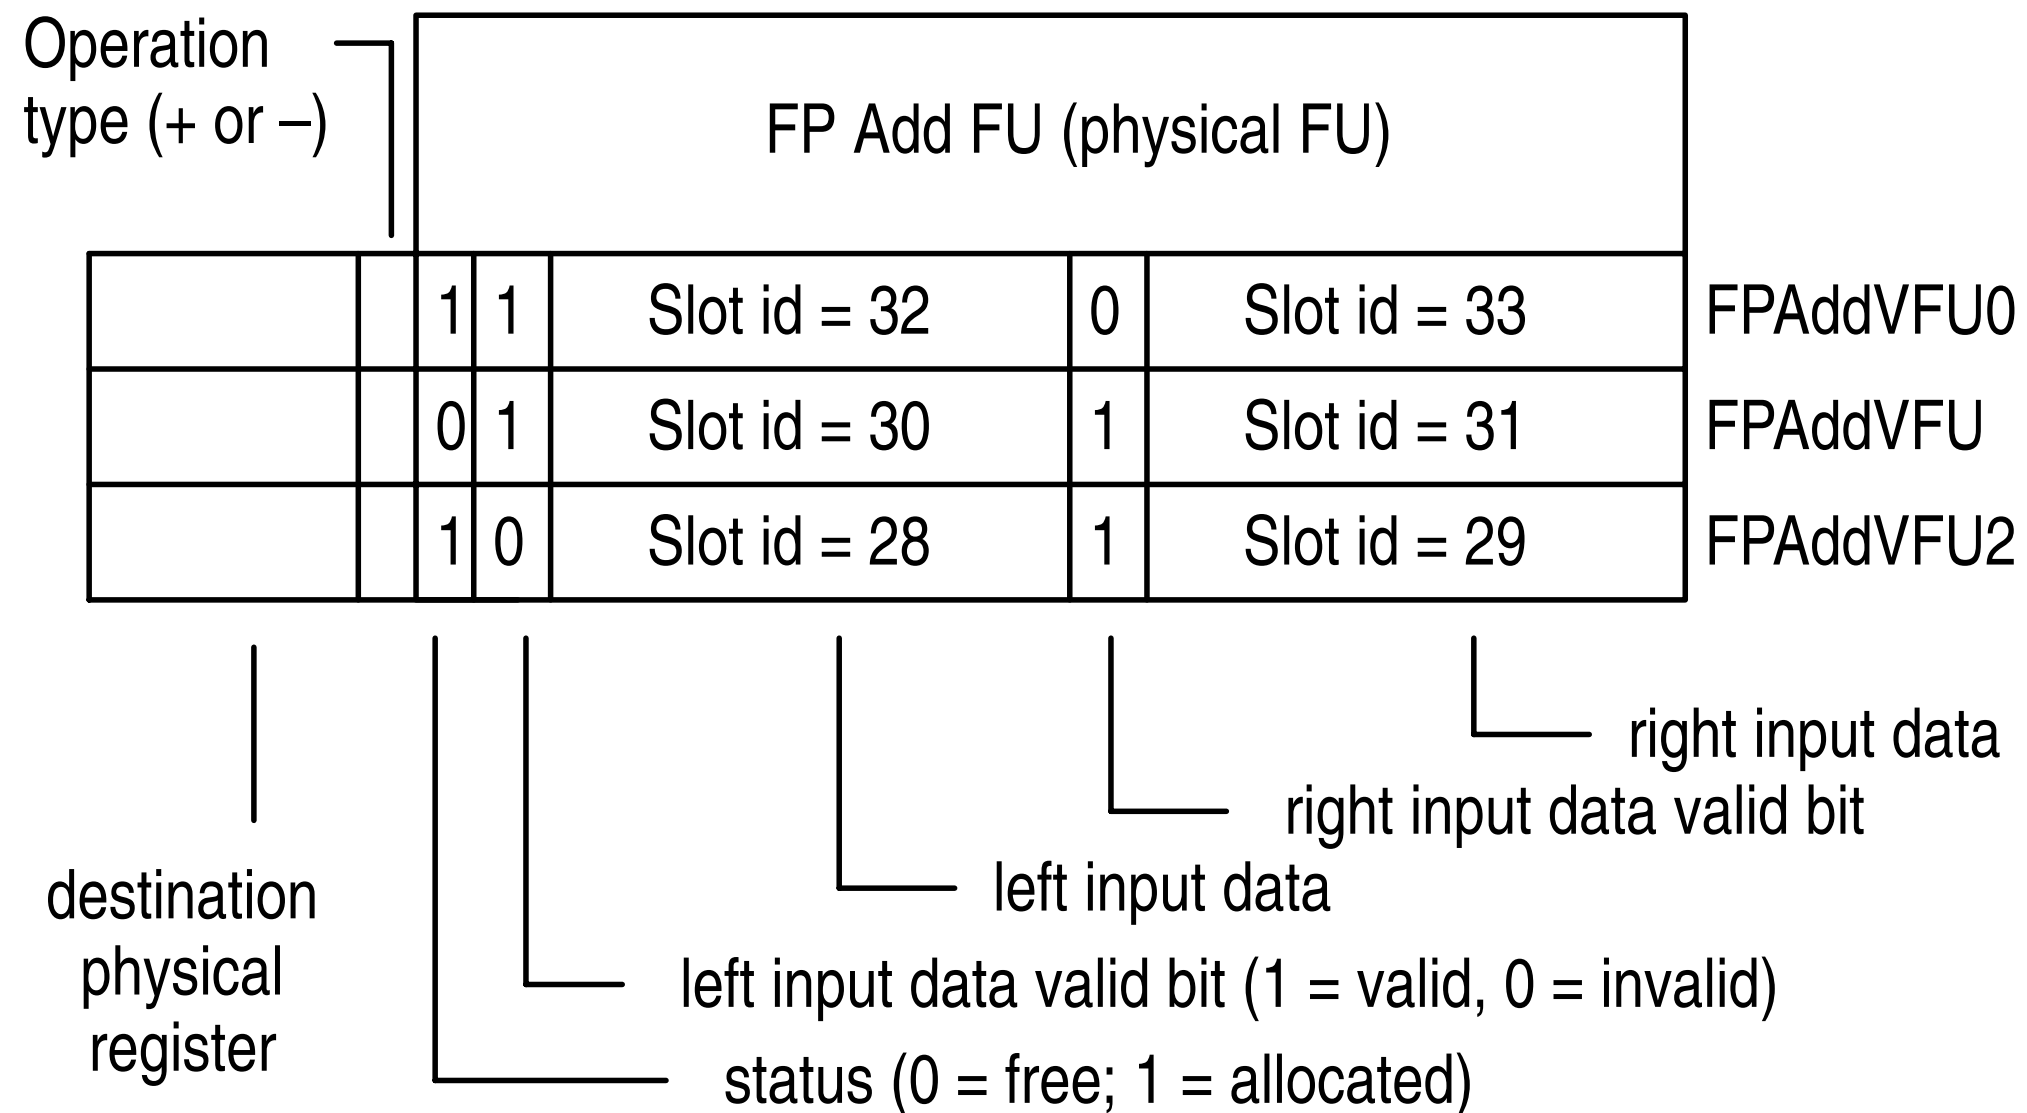 Operation
type (+ or –)
FP Add FU (physical FU)
1 1 Slot id = 32 0 Slot id = 33 FPAddVFU0
0 1 Slot id = 30 1 Slot id = 31 FPAddVFU
1 0 Slot id = 28 1 Slot id = 29 FPAddVFU2
right input data
right input data valid bit
left input data
left input data valid bit (1 = valid, 0 = invalid)
status (0 = free; 1 = allocated)
destination
physical
register